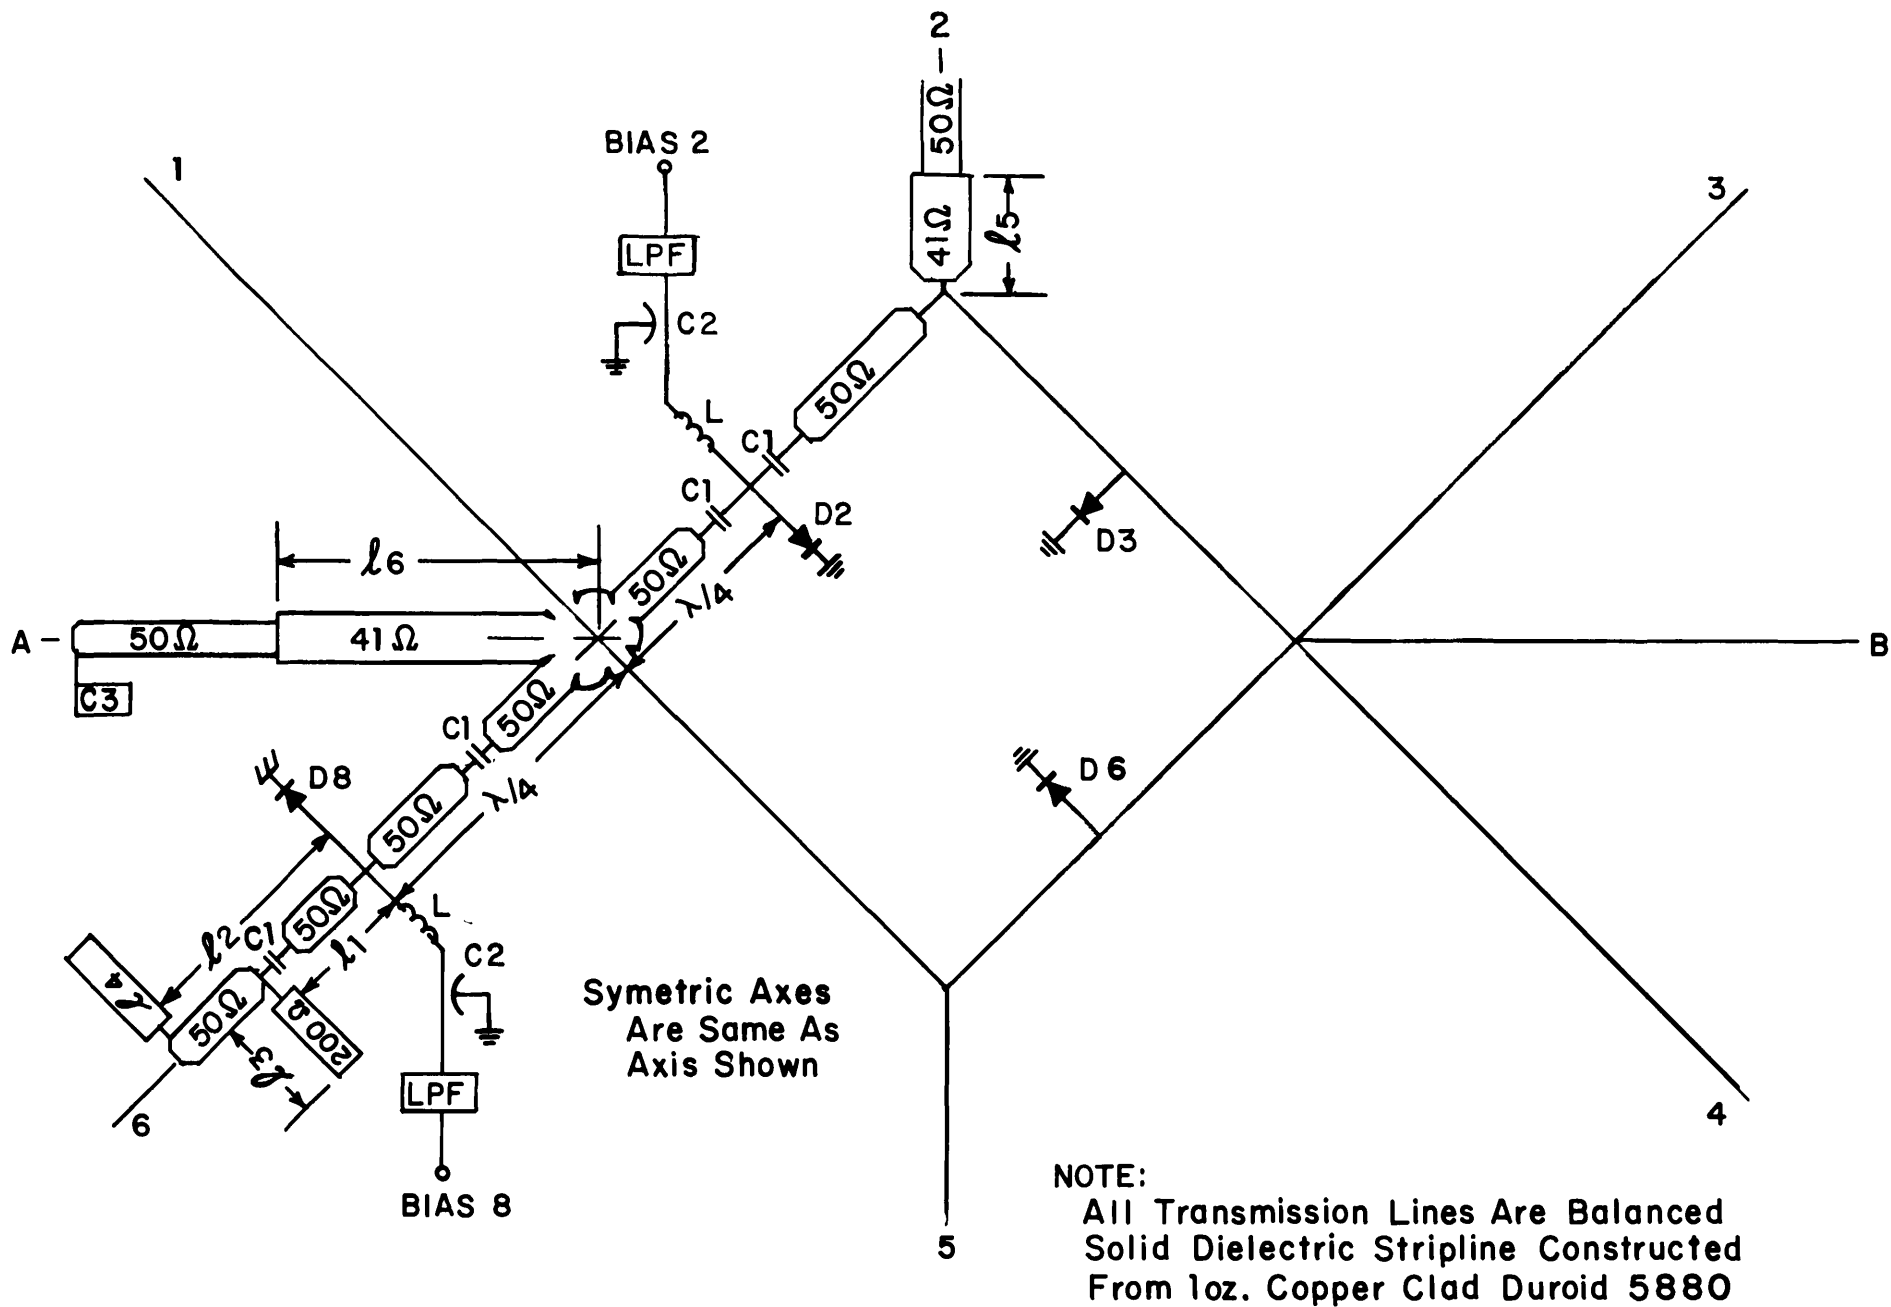 2
50Ω
BIAS 2
1
3
LPF
41Ω
ℓ5
C2
50Ω
L
C1
C1
D2
D3
ℓ6
50Ω
λ/4
A
50Ω
41Ω
B
C3
50Ω
C1
D8
D6
λ/4
50Ω
50Ω
L
ℓ2
C1
ℓ1
C2
ℓ4
50Ω
200Ω
ℓ3
Symetric Axes
Are Same As
Axis Shown
LPF
6
4
BIAS 8
5
NOTE:
All Transmission Lines Are Balanced
Solid Dielectric Stripline Constructed
From 1oz. Copper Clad Duroid 5880